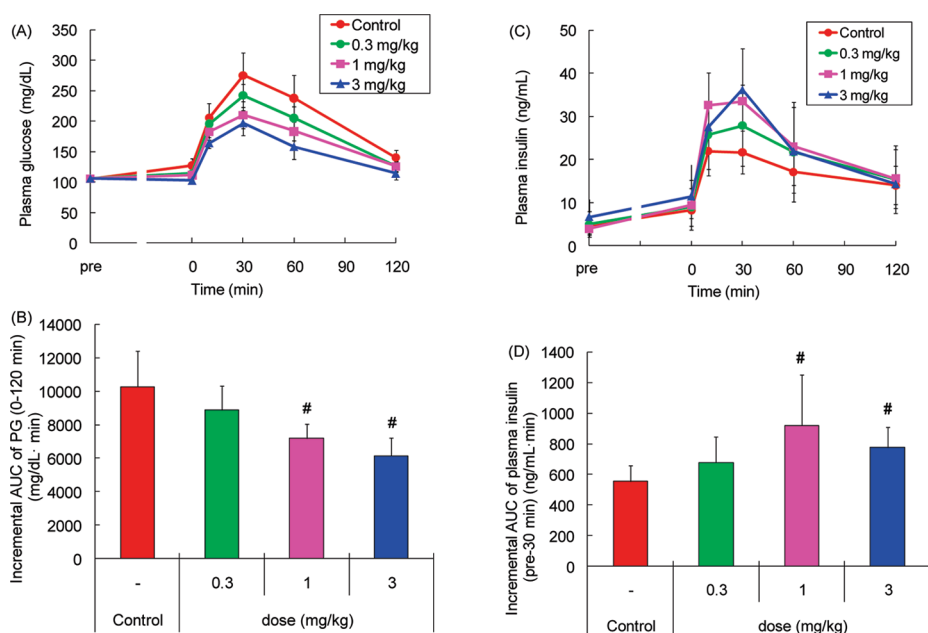 (A)
Plasma glucose (mg/dL)
350
300
250
200
150
100
50
0
pre
0
30
60
90
120
Time (min)
Control
0.3 mg/kg
1 mg/kg
3 mg/kg
(C)
Plasma insulin (ng/mL)
50
40
30
20
10
0
pre
0
30
60
90
120
Time (min)
Control
0.3 mg/kg
1 mg/kg
3 mg/kg
(B)
Incremental AUC of PG (0-120 min)
(mg/dL· min)
14000
12000
10000
8000
6000
4000
2000
0
#
#
-
0.3
1
3
Control
dose (mg/kg)
(D)
Incremental AUC of plasma insulin
(pre-30 min) (ng/mL·min)
1400
1200
1000
800
600
400
200
0
#
#
-
0.3
1
3
Control
dose (mg/kg)